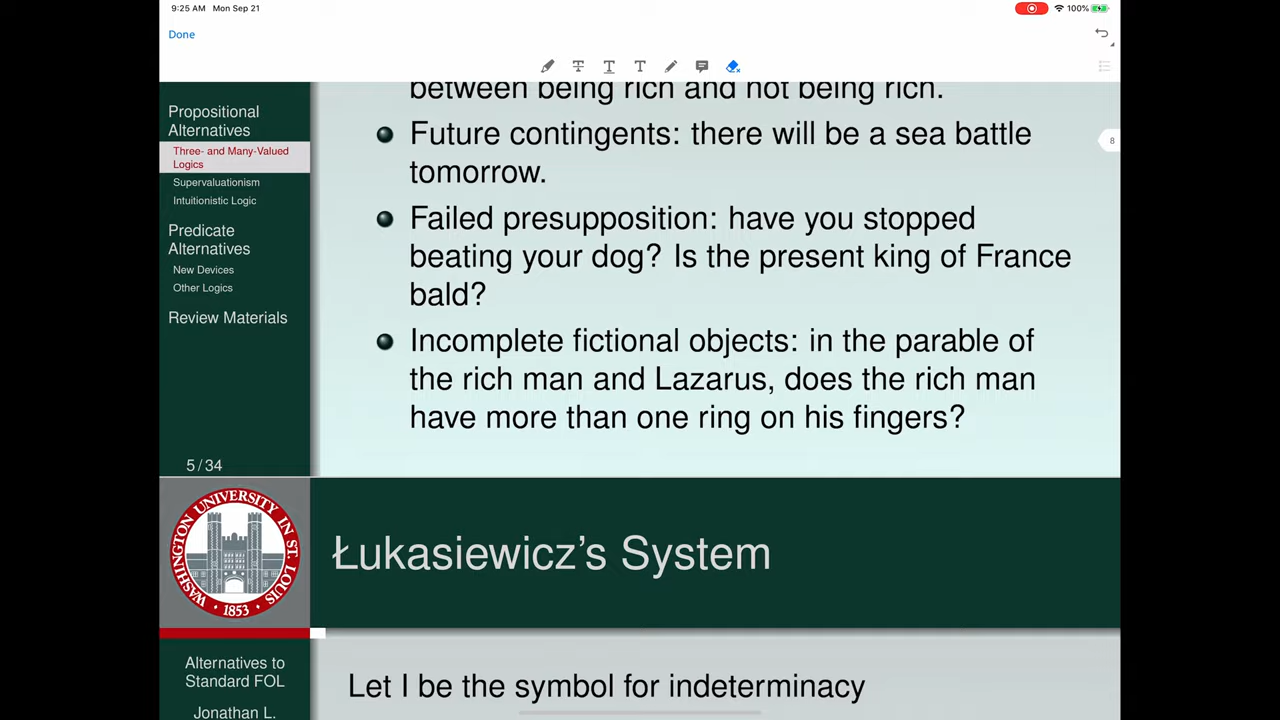 9:25 AM Mon Sep 21
100%
Done
Propositional
Alternatives
Three- and Many-Valued
Logics
Supervaluationism
Intuitionistic Logic
Predicate
Alternatives
New Devices
Other Logics
Review Materials
5 / 34
between being rich and not being rich.
Future contingents: there will be a sea battle
tomorrow.
Failed presupposition: have you stopped
beating your dog? Is the present king of France
bald?
Incomplete fictional objects: in the parable of
the rich man and Lazarus, does the rich man
have more than one ring on his fingers?
8
WASHINGTON·UNIVERSITY·IN·ST.·LOUIS
·1853·
Łukasiewicz's System
Alternatives to
Standard FOL
Jonathan L.
Let I be the symbol for indeterminacy